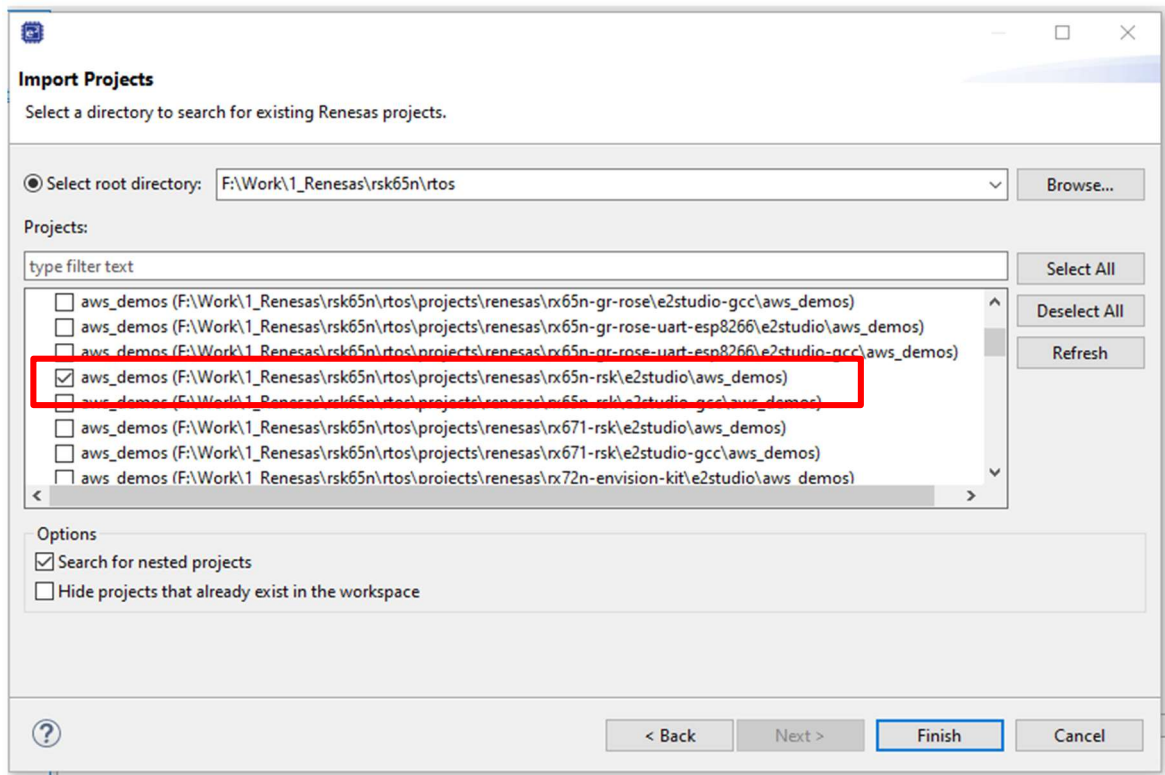 Import Projects
Select a directory to search for existing Renesas projects.
Select root directory: F:\Work\1_Renesas\rsk65n\rtos Browse...
Projects:
type filter text
Select All
aws_demos (F:\Work\1_Renesas\rsk65n\rtos\projects\renesas\rx65n-gr-rose\e2studio-gcc\aws_demos)
Deselect All
aws_demos (F:\Work\1_Renesas\rsk65n\rtos\projects\renesas\rx65n-gr-rose-uart-esp8266\e2studio\aws_demos)
aws_demos (F:\Work\1_Renesas\rsk65n\rtos\projects\renesas\rx65n-gr-rose-uart-esp8266\e2studio-gcc\aws_demos)
Refresh
aws_demos (F:\Work\1_Renesas\rsk65n\rtos\projects\renesas\rx65n-rsk\e2studio\aws_demos)
aws_demos (F:\Work\1_Renesas\rsk65n\rtos\projects\renesas\rx65n-rsk\e2studio-gcc\aws_demos)
aws_demos (F:\Work\1_Renesas\rsk65n\rtos\projects\renesas\rx671-rsk\e2studio\aws_demos)
aws_demos (F:\Work\1_Renesas\rsk65n\rtos\projects\renesas\rx671-rsk\e2studio-gcc\aws_demos)
aws_demos (F:\Work\1_Renesas\rsk65n\rtos\projects\renesas\rx72n-envision-kit\e2studio\aws_demos)
Options
Search for nested projects
Hide projects that already exist in the workspace
< Back Next > Finish Cancel